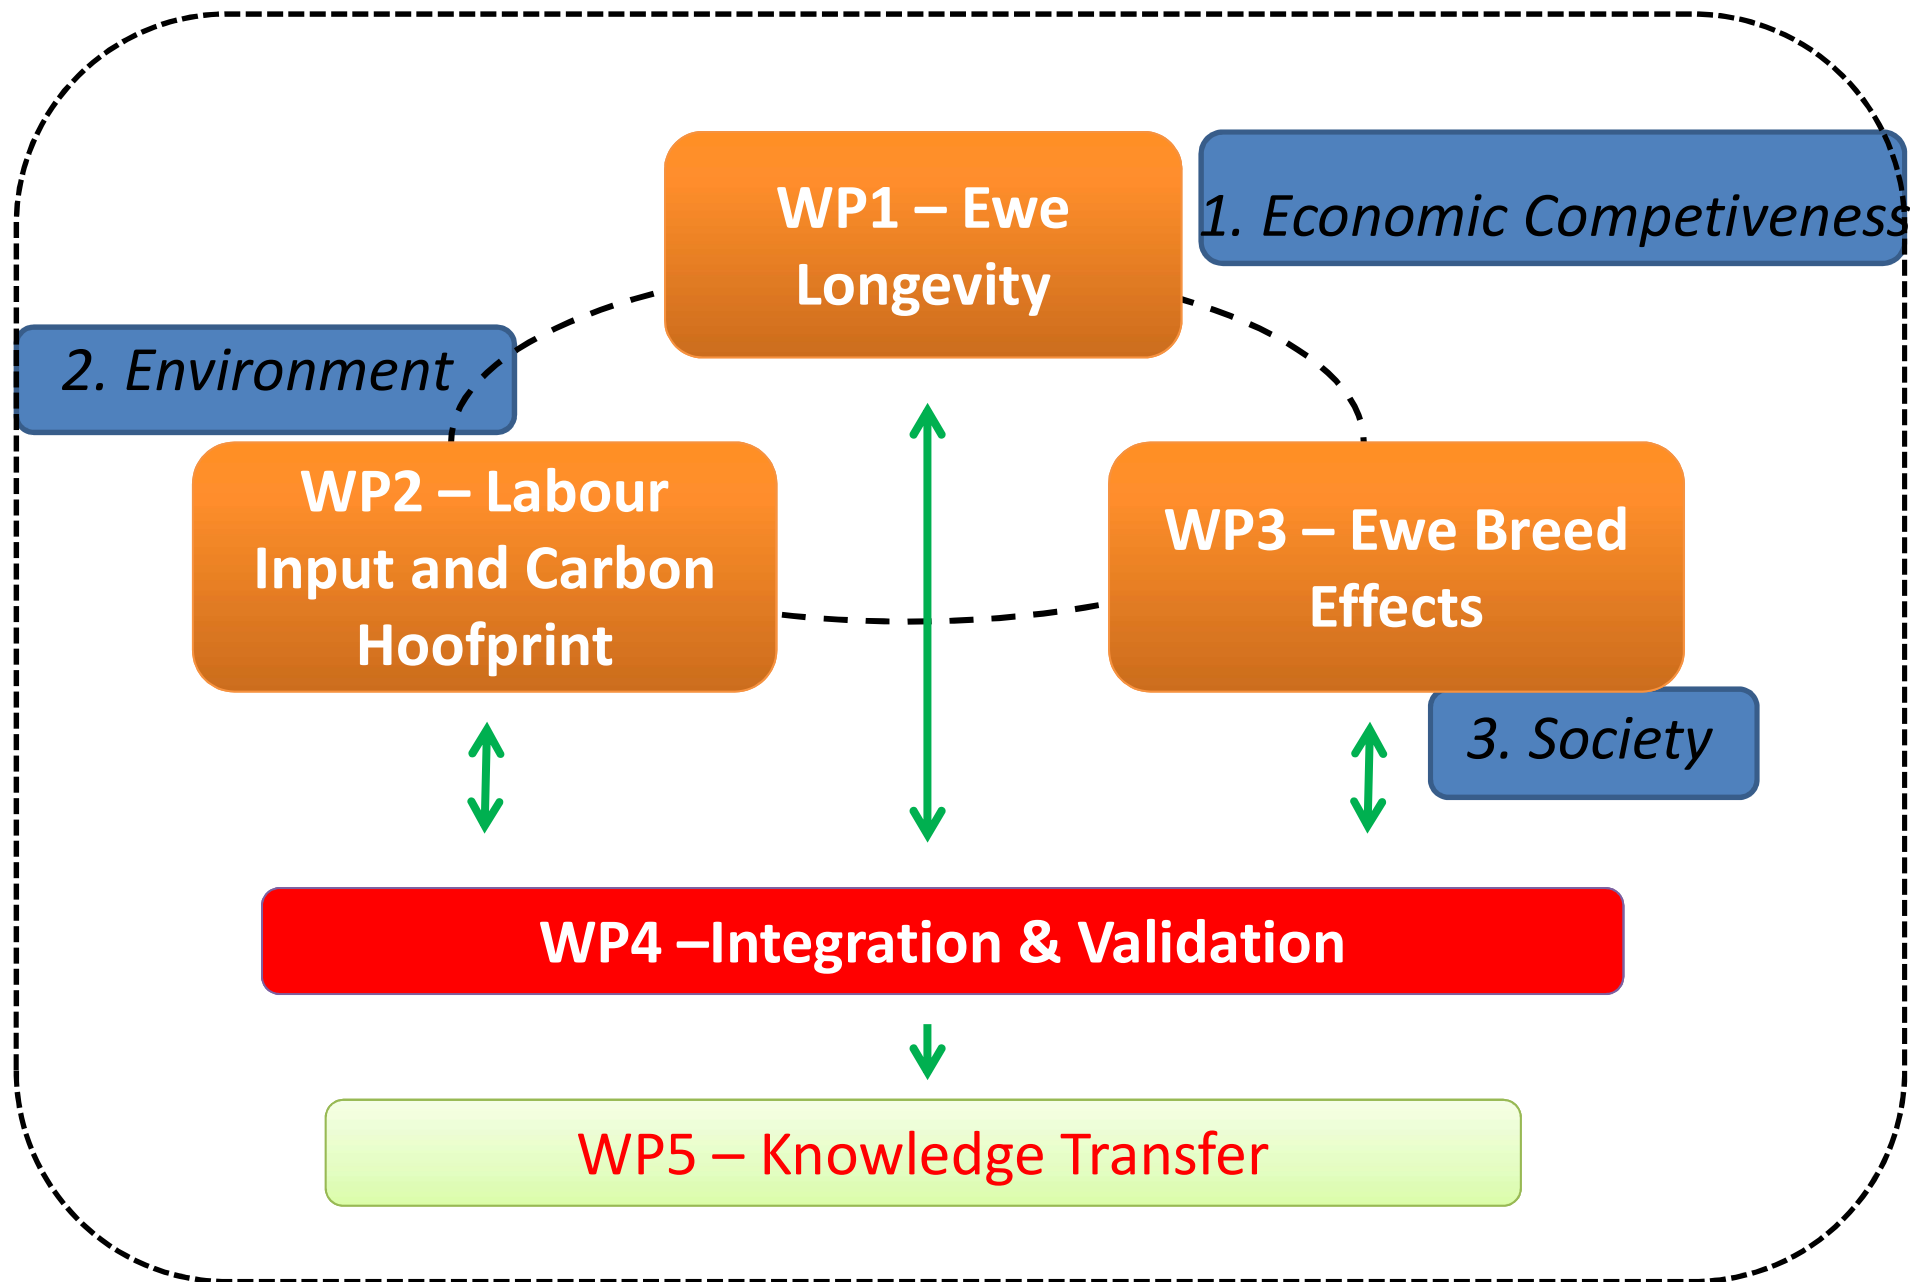 WP1 – Ewe
Longevity
1. Economic Competiveness
2. Environment
WP2 – Labour
Input and Carbon
Hoofprint
WP3 – Ewe Breed
Effects
3. Society
WP4 –Integration & Validation
WP5 – Knowledge Transfer